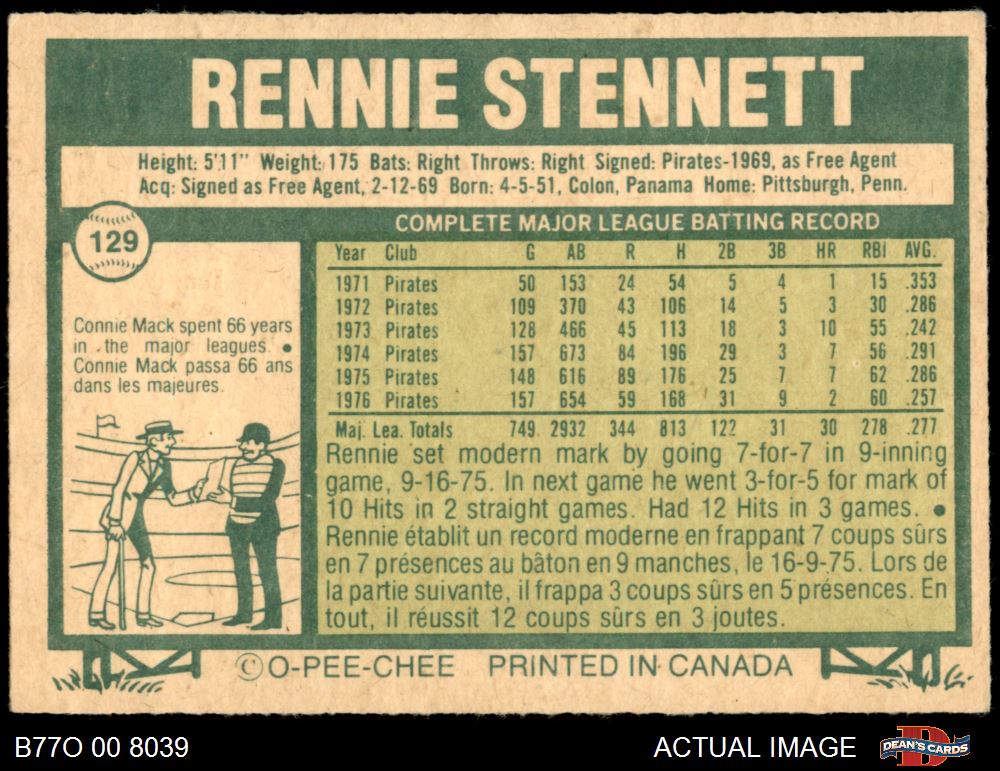 RENNIE STENNETT
Height: 5'11" Weight: 175 Bats: Right Throws: Right Signed: Pirates-1969, as Free Agent
Acq: Signed as Free Agent, 2-12-69 Born: 4-5-51, Colon, Panama Home: Pittsburgh, Penn.
129
Connie Mack spent 66 years
in the major leagues. •
Connie Mack passa 66 ans
dans les majeures.
COMPLETE MAJOR LEAGUE BATTING RECORD
Year Club G AB R H 2B 3B HR RBI AVG.
1971 Pirates 50 153 24 54 5 4 1 15 .353
1972 Pirates 109 370 43 106 14 5 3 30 .286
1973 Pirates 128 466 45 113 18 3 10 55 .242
1974 Pirates 157 673 84 196 29 3 7 56 .291
1975 Pirates 148 616 89 176 25 7 7 62 .286
1976 Pirates 157 654 59 168 31 9 2 60 .257
Maj. Lea. Totals 749 2932 344 813 122 31 30 278 .277
Rennie set modern mark by going 7-for-7 in 9-inning
game, 9-16-75. In next game he went 3-for-5 for mark of
10 Hits in 2 straight games. Had 12 Hits in 3 games. •
Rennie établit un record moderne en frappant 7 coups sûrs
en 7 présences au bâton en 9 manches, le 16-9-75. Lors de
la partie suivante, il frappa 3 coups sûrs en 5 présences. En
tout, il réussit 12 coups sûrs en 3 joutes.
© O-PEE-CHEE PRINTED IN CANADA
B77O 00 8039
ACTUAL IMAGE
D
DEAN'S CARDS